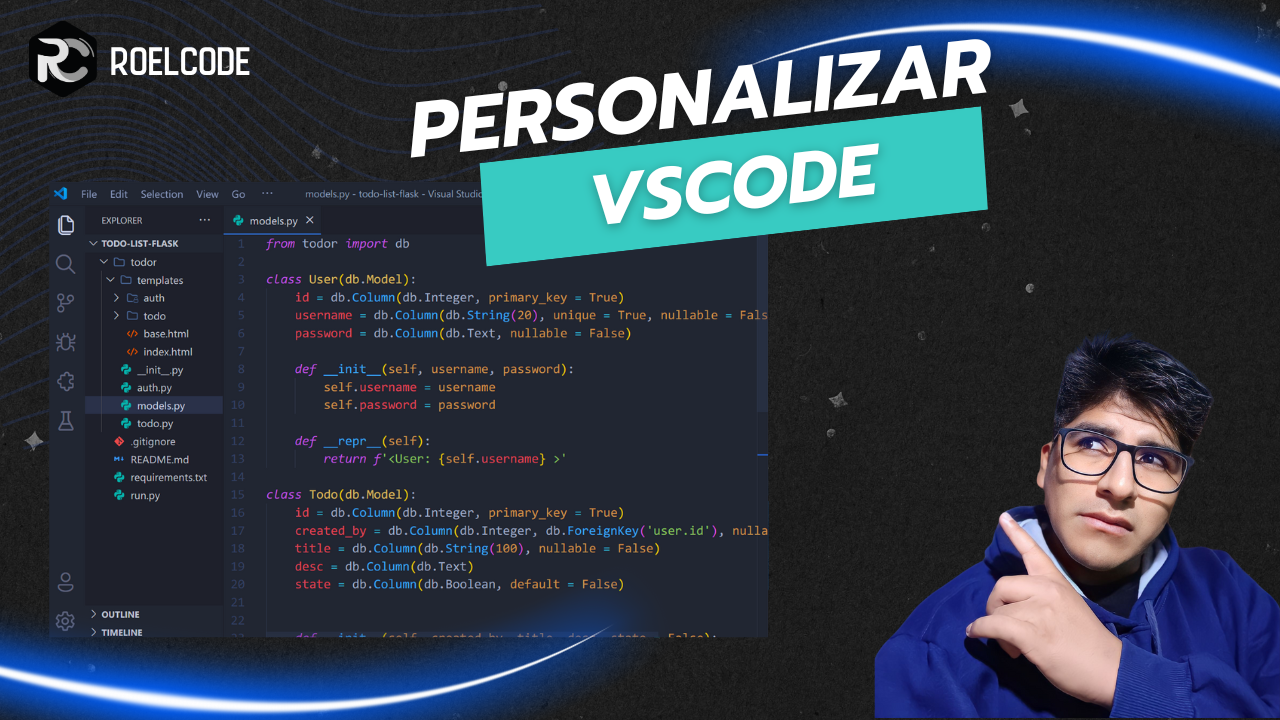 RC
ROELCODE
PERSONALIZAR
VSCODE
File Edit Selection View Go ···
models.py - todo-list-flask - Visual Studio
EXPLORER ···
TODO-LIST-FLASK
todor
templates
auth
todo
base.html
index.html
__init__.py
auth.py
models.py
todo.py
.gitignore
README.md
requirements.txt
run.py
OUTLINE
TIMELINE
models.py ×
1 from todor import db
2
3 class User(db.Model):
4 id = db.Column(db.Integer, primary_key = True)
5 username = db.Column(db.String(20), unique = True, nullable = Fals
6 password = db.Column(db.Text, nullable = False)
7
8 def __init__(self, username, password):
9 self.username = username
10 self.password = password
11
12 def __repr__(self):
13 return f'<User: {self.username} >'
14
15 class Todo(db.Model):
16 id = db.Column(db.Integer, primary_key = True)
17 created_by = db.Column(db.Integer, db.ForeignKey('user.id'), nulla
18 title = db.Column(db.String(100), nullable = False)
19 desc = db.Column(db.Text)
20 state = db.Column(db.Boolean, default = False)
21